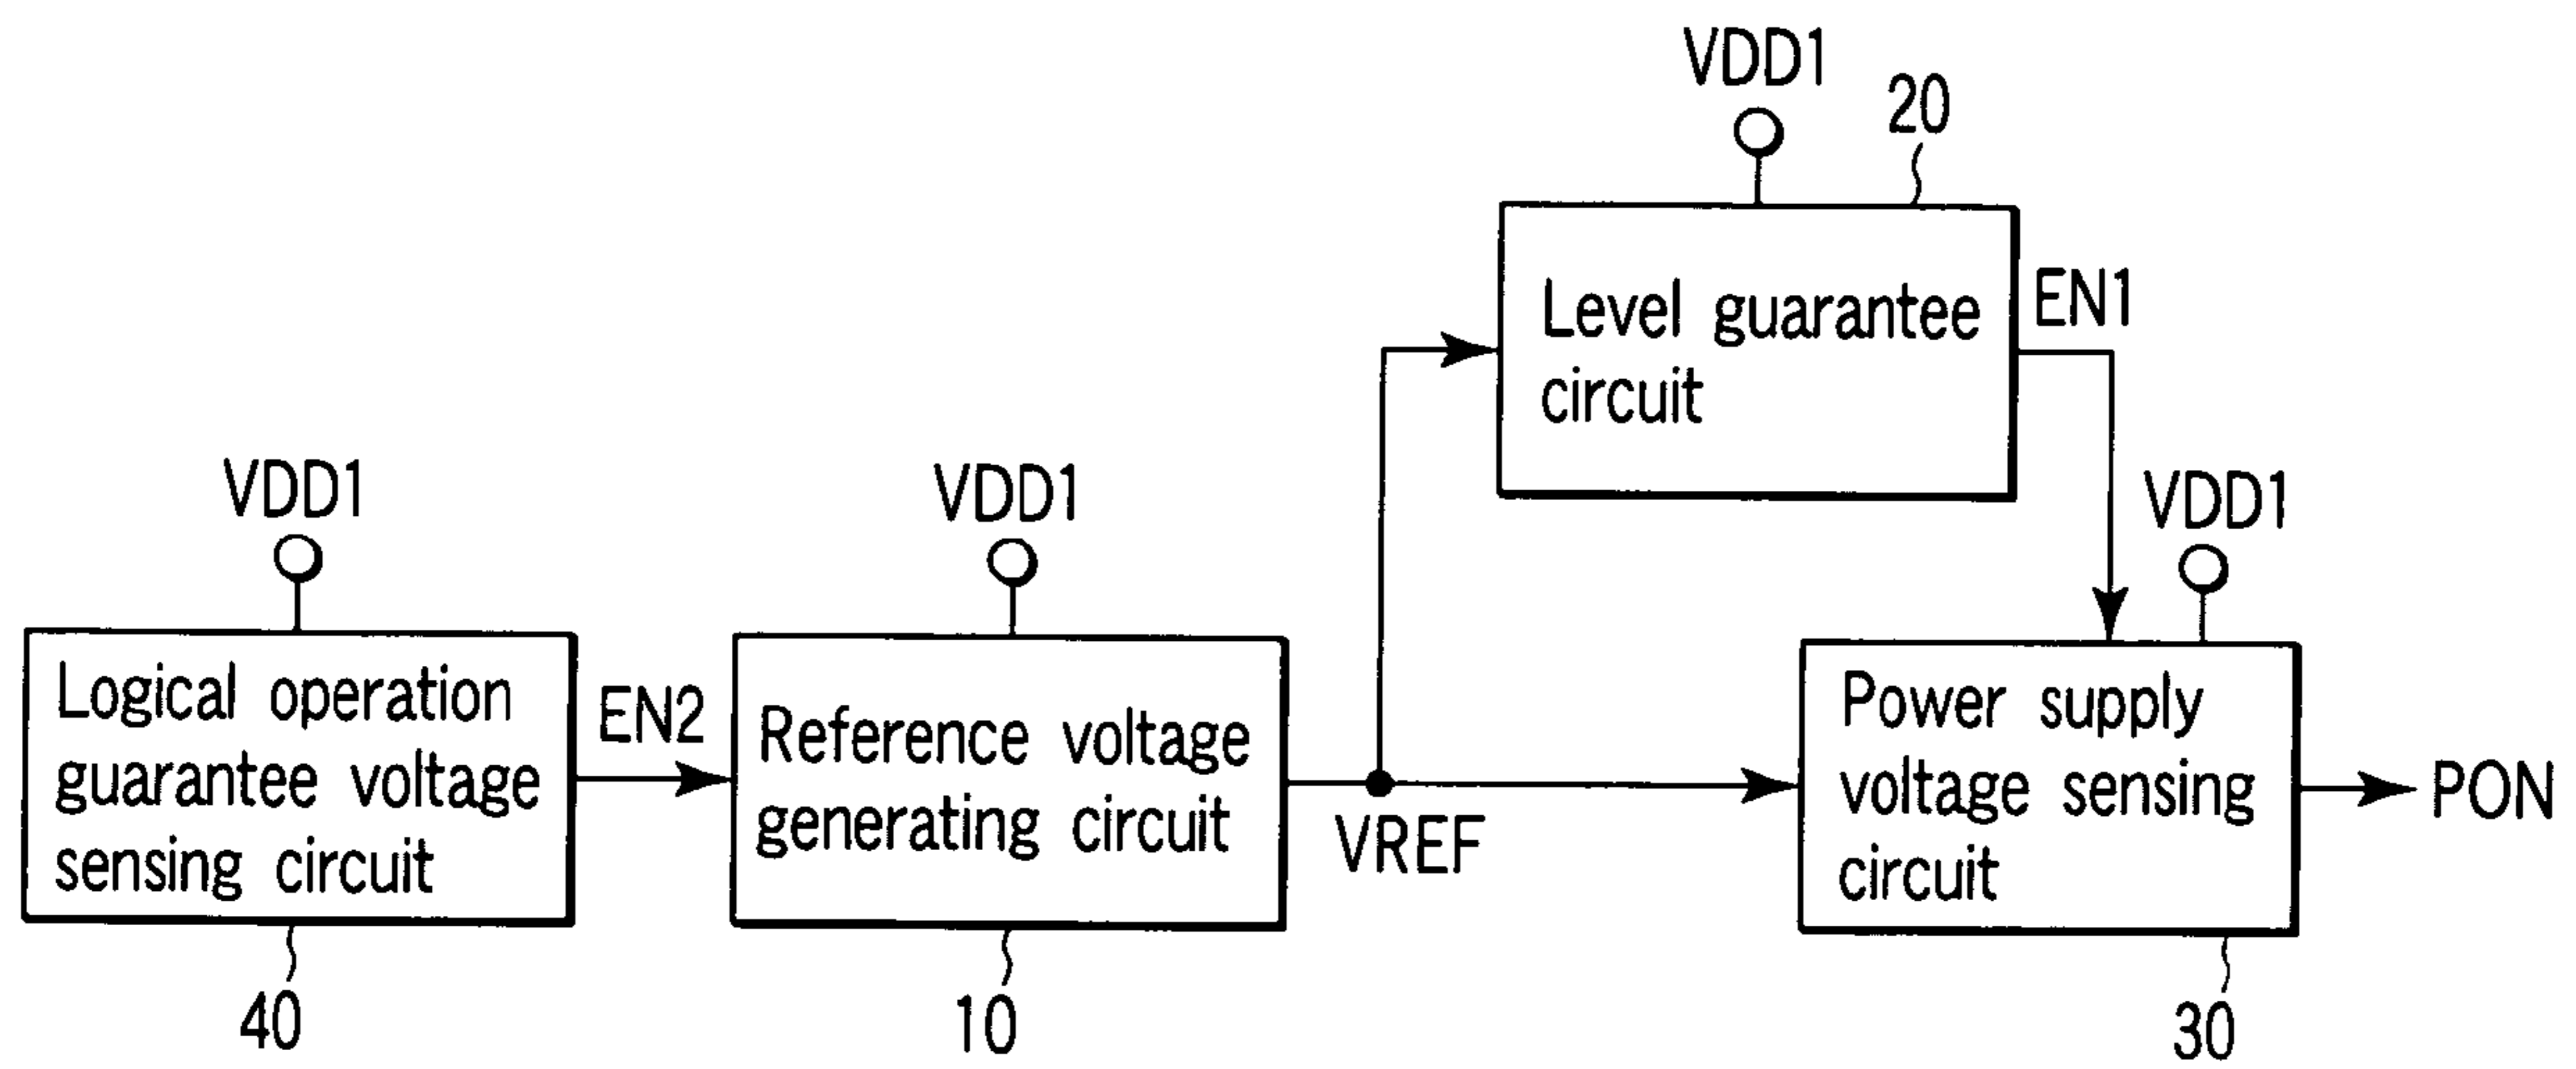 VDD1
20
Level guarantee
circuit
EN1
VDD1
VDD1
VDD1
Logical operation
guarantee voltage
sensing circuit
EN2
Reference voltage
generating circuit
VREF
Power supply
voltage sensing
circuit
PON
40
10
30